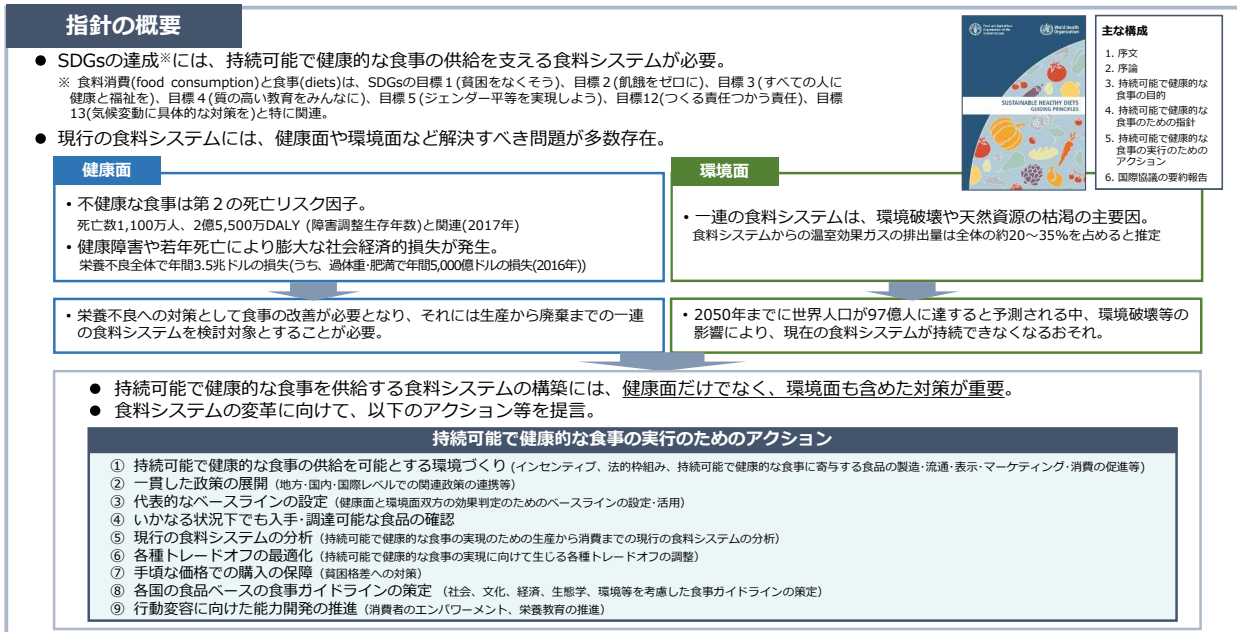 指針の概要
● SDGsの達成※には、持続可能で健康的な食事の供給を支える食料システムが必要。
※ 食料消費(food consumption)と食事(diets)は、SDGsの目標1(貧困をなくそう)、目標2(飢餓をゼロに)、目標3(すべての人に
健康と福祉を)、目標4(質の高い教育をみんなに)、目標5(ジェンダー平等を実現しよう)、目標12(つくる責任つかう責任)、目標
13(気候変動に具体的な対策を)と特に関連。
● 現行の食料システムには、健康面や環境面など解決すべき問題が多数存在。
World Health
Organization
SUSTAINABLE HEALTHY DIETS
GUIDING PRINCIPLES
主な構成
1. 序文
2. 序論
3. 持続可能で健康的な
食事の目的
4. 持続可能で健康的な
食事のための指針
5. 持続可能で健康的な
食事の実行のための
アクション
6. 国際協議の要約報告
健康面
・不健康な食事は第2の死亡リスク因子。
死亡数1,100万人、2億5,500万DALY (障害調整生存年数)と関連(2017年)
・健康障害や若年死亡により膨大な社会経済的損失が発生。
栄養不良全体で年間3.5兆ドルの損失(うち、過体重・肥満で年間5,000億ドルの損失(2016年))
環境面
・一連の食料システムは、環境破壊や天然資源の枯渇の主要因。
食料システムからの温室効果ガスの排出量は全体の約20~35%を占めると推定
・栄養不良への対策として食事の改善が必要となり、それには生産から廃棄までの一連
の食料システムを検討対象とすることが必要。
・2050年までに世界人口が97億人に達すると予測される中、環境破壊等の
影響により、現在の食料システムが持続できなくなるおそれ。
● 持続可能で健康的な食事を供給する食料システムの構築には、健康面だけでなく、環境面も含めた対策が重要。
● 食料システムの変革に向けて、以下のアクション等を提言。
持続可能で健康的な食事の実行のためのアクション
① 持続可能で健康的な食事の供給を可能とする環境づくり (インセンティブ、法的枠組み、持続可能で健康的な食事に寄与する食品の製造・流通・表示・マーケティング・消費の促進等)
② 一貫した政策の展開 (地方・国内・国際レベルでの関連政策の連携等)
③ 代表的なベースラインの設定 (健康面と環境面双方の効果判定のためのベースラインの設定・活用)
④ いかなる状況下でも入手・調達可能な食品の確認
⑤ 現行の食料システムの分析 (持続可能で健康的な食事の実現のための生産から消費までの現行の食料システムの分析)
⑥ 各種トレードオフの最適化 (持続可能で健康的な食事の実現に向けて生じる各種トレードオフの調整)
⑦ 手頃な価格での購入の保障 (貧困格差への対策)
⑧ 各国の食品ベースの食事ガイドラインの策定 (社会、文化、経済、生態学、環境等を考慮した食事ガイドラインの策定)
⑨ 行動変容に向けた能力開発の推進 (消費者のエンパワーメント、栄養教育の推進)